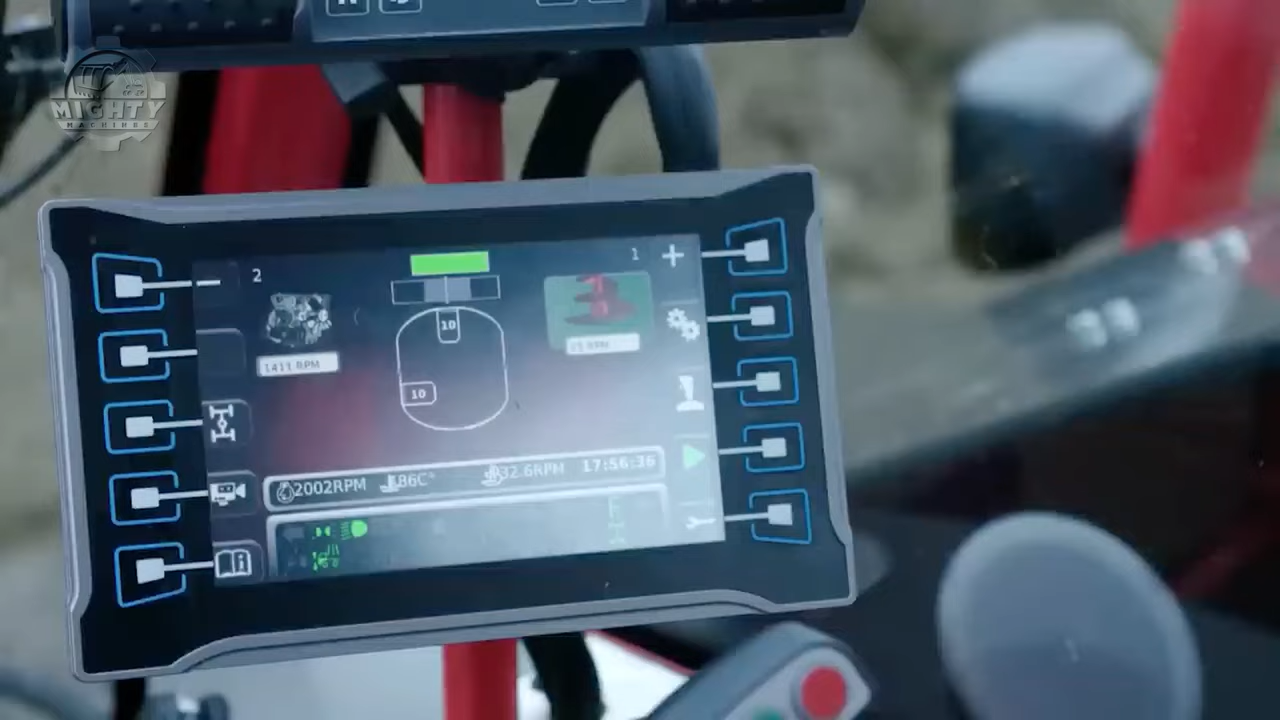 MIGHTY
MACHINES
2
1
10
1411 RPM
10
2002RPM
86C°
32.6RPM
17:56:36